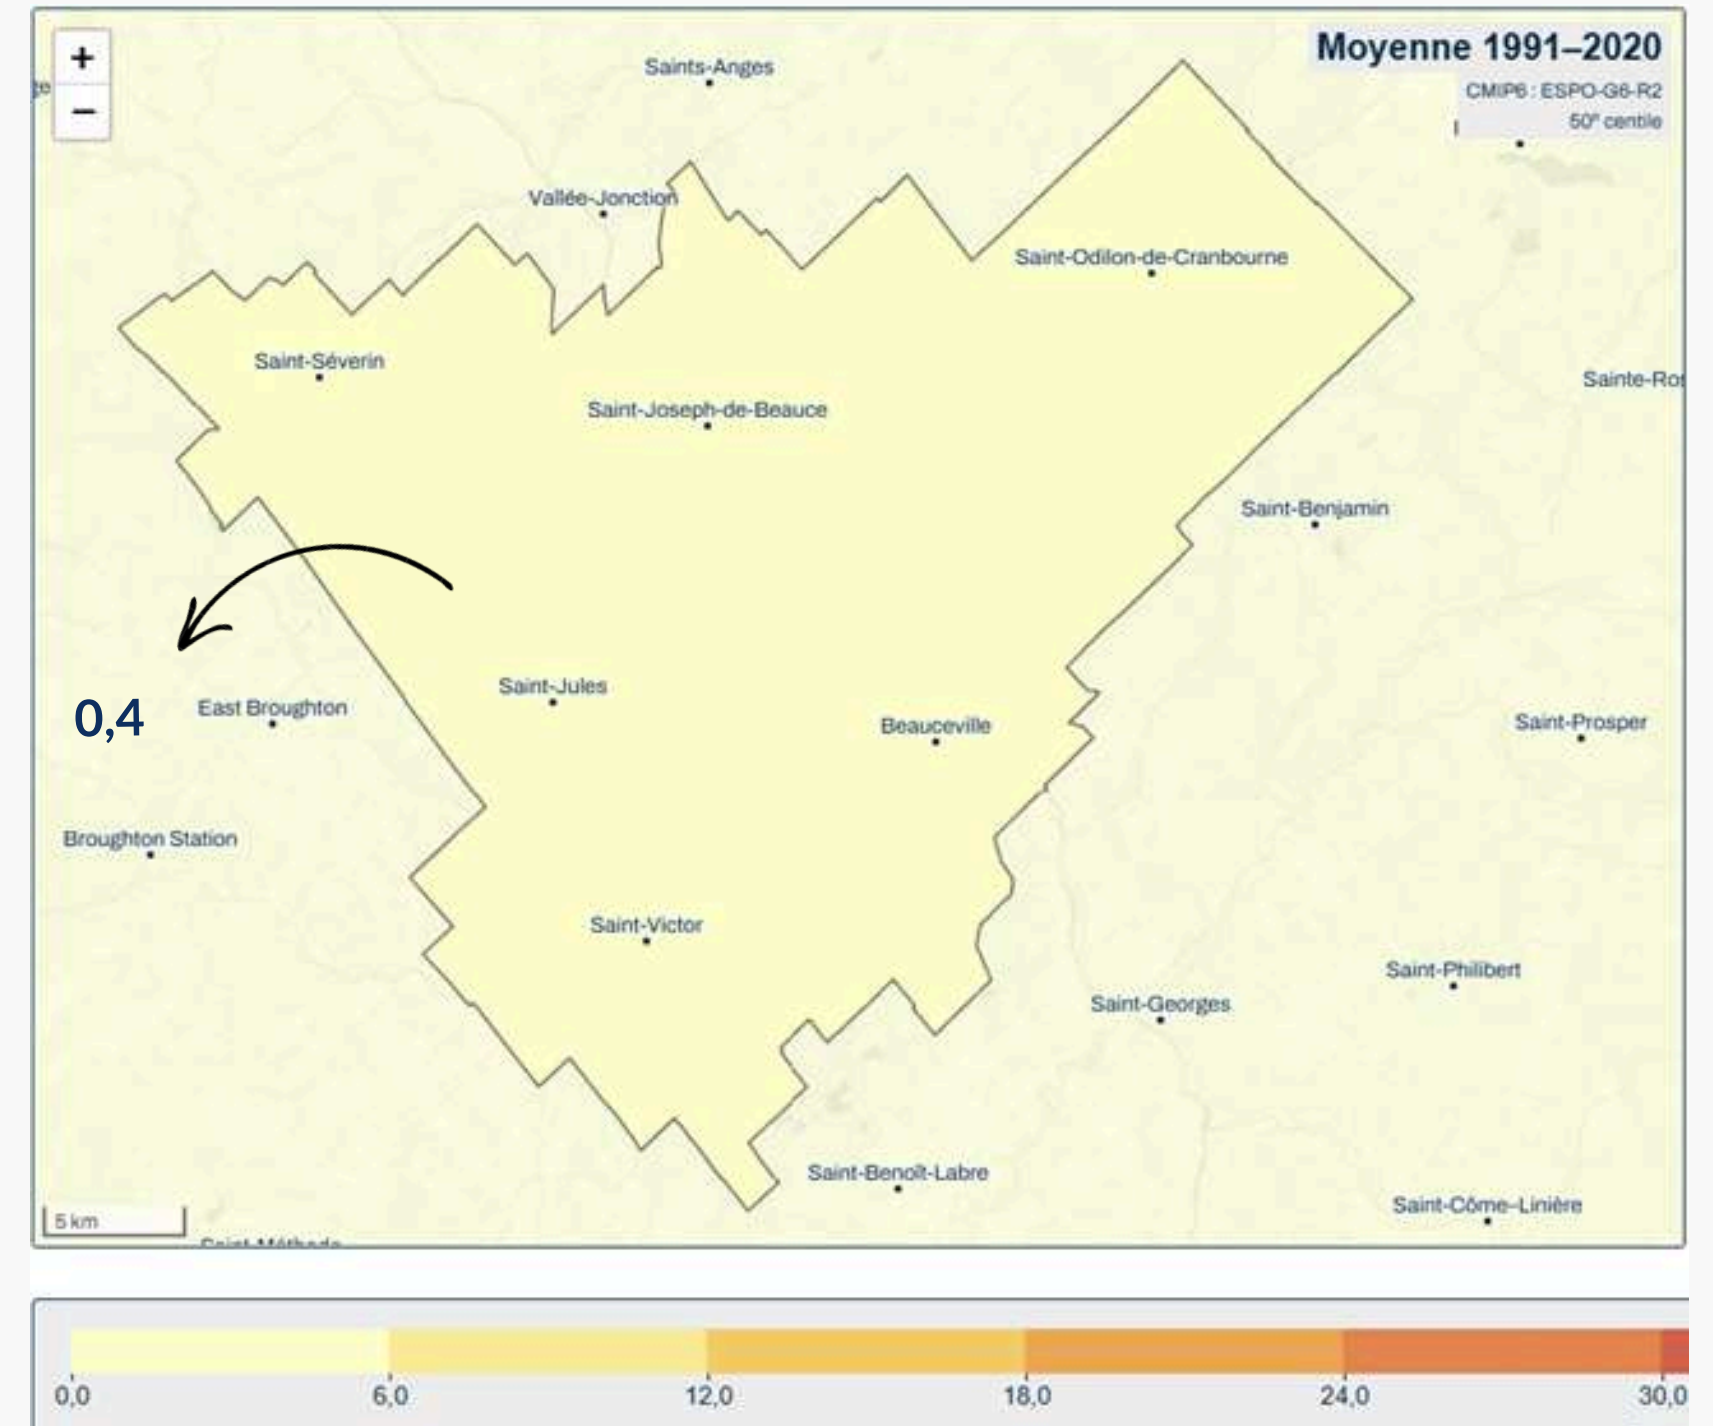 +
−
Moyenne 1991–2020
CMIP6 : ESPO-G6-R2
50e centile
Saints-Anges
Vallée-Jonction
Saint-Odilon-de-Cranbourne
Saint-Séverin
Sainte-Ros
Saint-Joseph-de-Beauce
Saint-Benjamin
Saint-Jules
0,4
East Broughton
Beauceville
Saint-Prosper
Broughton Station
Saint-Victor
Saint-Philibert
Saint-Georges
Saint-Benoît-Labre
Saint-Côme–Linière
5 km
Saint-Méthode
0,0 6,0 12,0 18,0 24,0 30,0